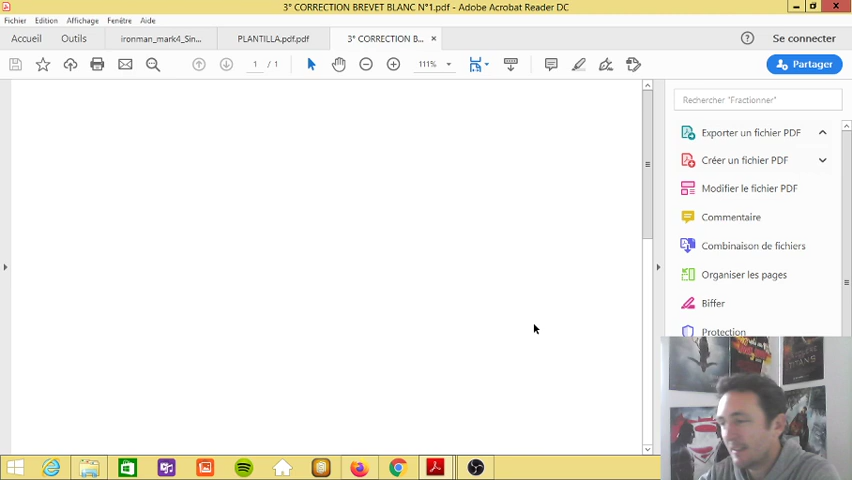 3° CORRECTION BREVET BLANC N°1.pdf - Adobe Acrobat Reader DC
Fichier Edition Affichage Fenêtre Aide
Accueil Outils ironman_mark4_Sin... PLANTILLA.pdf.pdf 3° CORRECTION B... × Se connecter
1 / 1 111% Partager
Rechercher "Fractionner"
Exporter un fichier PDF
Créer un fichier PDF
Modifier le fichier PDF
Commentaire
Combinaison de fichiers
Organiser les pages
Biffer
Protection
TITANS